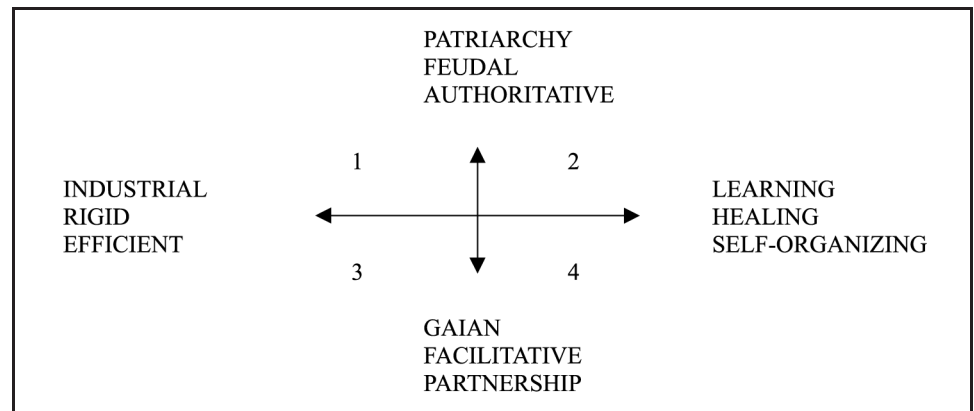 PATRIARCHY
FEUDAL
AUTHORITATIVE
1
2
INDUSTRIAL
RIGID
EFFICIENT
LEARNING
HEALING
SELF-ORGANIZING
3
4
GAIAN
FACILITATIVE
PARTNERSHIP